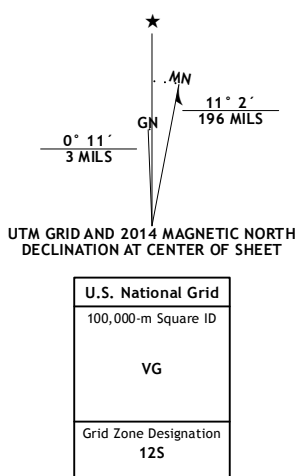 ★
MN
GN
11° 2´
196 MILS
0° 11´
3 MILS
UTM GRID AND 2014 MAGNETIC NORTH
DECLINATION AT CENTER OF SHEET
U.S. National Grid
100,000-m Square ID
VG
Grid Zone Designation
12S